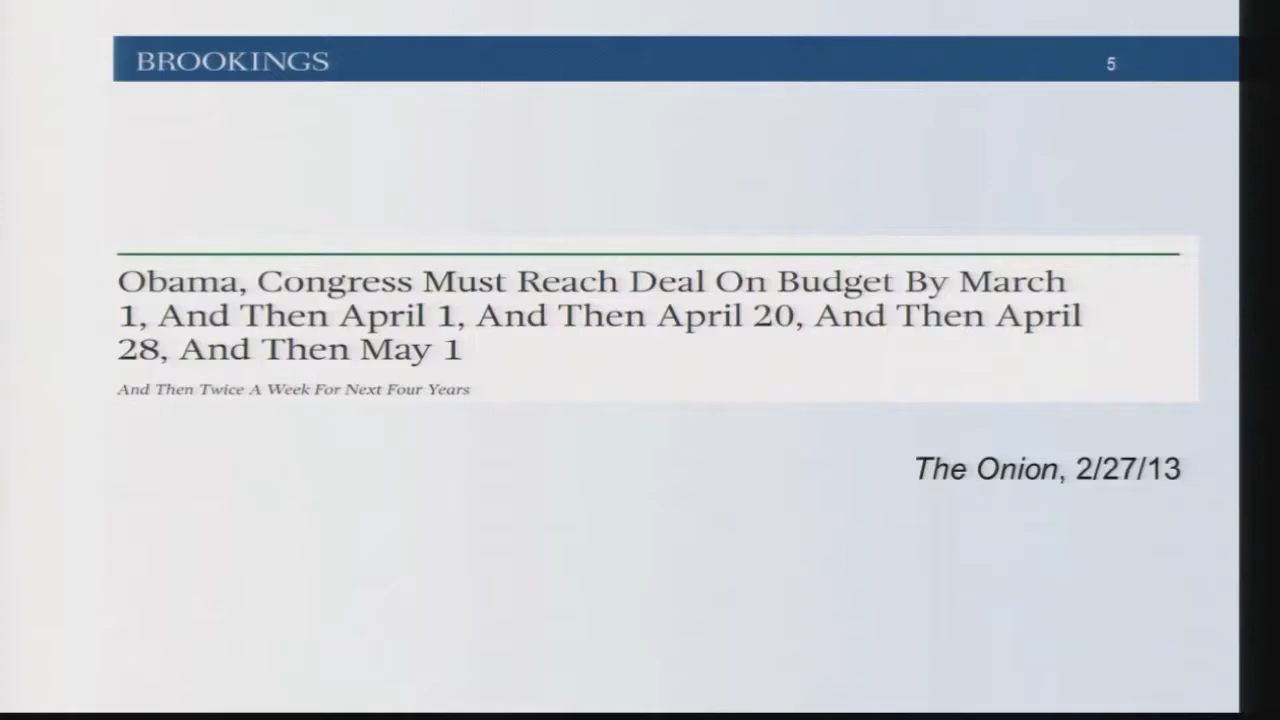 BROOKINGS
5
Obama, Congress Must Reach Deal On Budget By March
1, And Then April 1, And Then April 20, And Then April
28, And Then May 1
And Then Twice A Week For Next Four Years
The Onion, 2/27/13